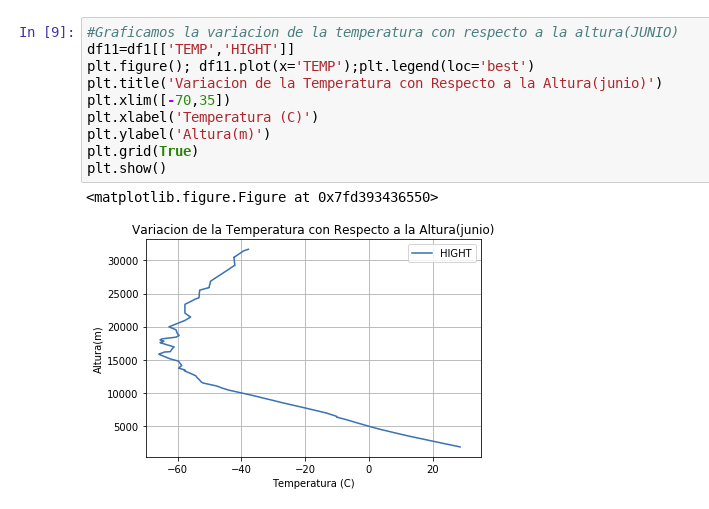 In [9]: #Graficamos la variacion de la temperatura con respecto a la altura(JUNIO)
df11=df1[['TEMP','HIGHT']]
plt.figure(); df11.plot(x='TEMP');plt.legend(loc='best')
plt.title('Variacion de la Temperatura con Respecto a la Altura(junio)')
plt.xlim([-70,35])
plt.xlabel('Temperatura (C)')
plt.ylabel('Altura(m)')
plt.grid(True)
plt.show()
<matplotlib.figure.Figure at 0x7fd393436550>
Variacion de la Temperatura con Respecto a la Altura(junio)
HIGHT
30000
25000
20000
15000
10000
5000
Altura(m)
−60 −40 −20 0 20
Temperatura (C)